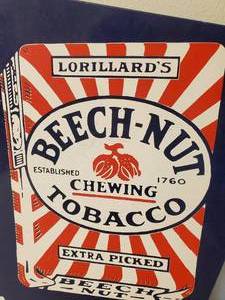 LORILLARD'S
BEECH-NUT
ESTABLISHED 1760
CHEWING
TOBACCO
EXTRA PICKED
BEECH
NUT